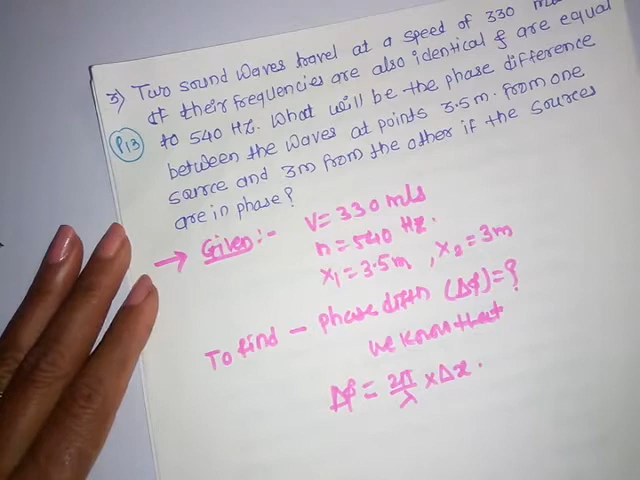 3) Two sound waves travel at a speed of 330 m
If their frequencies are also identical & are equal
P13
to 540 Hz. What will be the phase difference
between the waves at points 3.5m. from one
source and 3m from the other if the sources
are in phase?
→ Given:- V = 330 m/s
n = 540 Hz.
x₁ = 3.5m, x₂ = 3m
To find - phase diffn (Δϕ) = ?
we know that
Δϕ = 2π/λ × Δx.